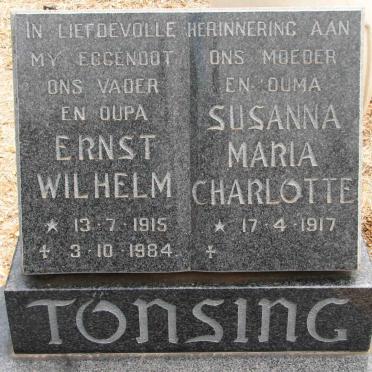 IN LIEFDEVOLLE HERINNERING AAN
MY EGGENOOT
ONS VADER
EN OUPA
ERNST
WILHELM
* 13·7·1915
+ 3·10·1984
ONS MOEDER
EN OUMA
SUSANNA
MARIA
CHARLOTTE
* 17·4·1917
+
TÖNSING